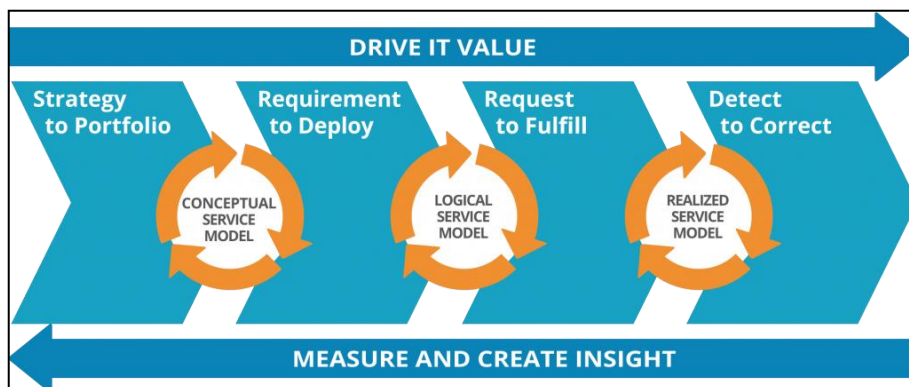 DRIVE IT VALUE
Strategy
to Portfolio
Requirement
to Deploy
Request
to Fulfill
Detect
to Correct
CONCEPTUAL
SERVICE
MODEL
LOGICAL
SERVICE
MODEL
REALIZED
SERVICE
MODEL
MEASURE AND CREATE INSIGHT